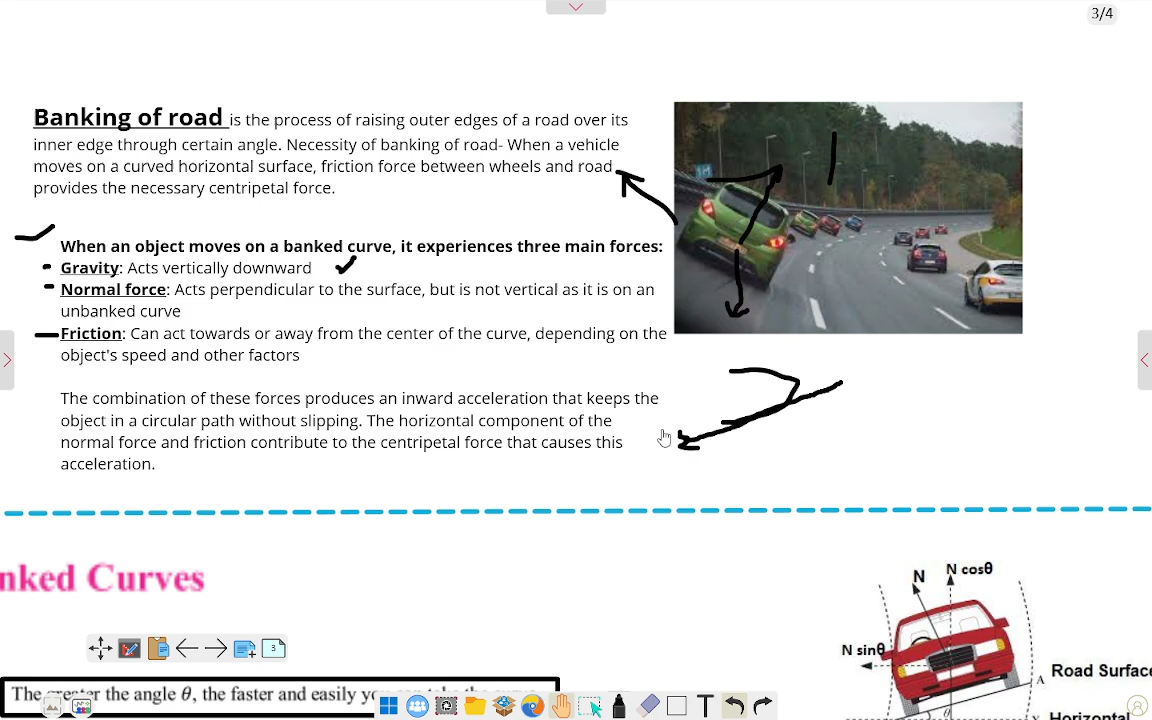 3/4
Banking of road is the process of raising outer edges of a road over its
inner edge through certain angle. Necessity of banking of road- When a vehicle
moves on a curved horizontal surface, friction force between wheels and road
provides the necessary centripetal force.
When an object moves on a banked curve, it experiences three main forces:
Gravity: Acts vertically downward
Normal force: Acts perpendicular to the surface, but is not vertical as it is on an
unbanked curve
Friction: Can act towards or away from the center of the curve, depending on the
object's speed and other factors
The combination of these forces produces an inward acceleration that keeps the
object in a circular path without slipping. The horizontal component of the
normal force and friction contribute to the centripetal force that causes this
acceleration.
nked Curves
N cosθ
N
N sinθ
Road Surface
A
Horizontal
θ
3
The greater the angle θ, the faster and easily
T